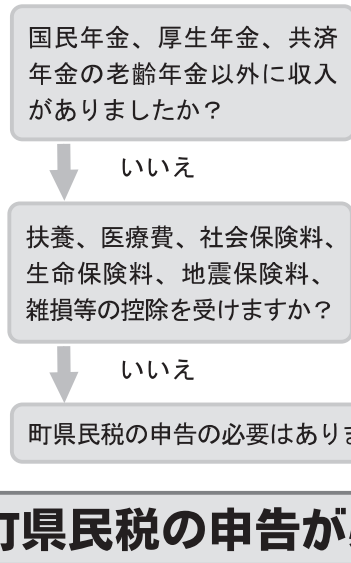 国民年金、厚生年金、共済
年金の老齢年金以外に収入
がありましたか？
いいえ
扶養、医療費、社会保険料、
生命保険料、地震保険料、
雑損等の控除を受けますか？
いいえ
町県民税の申告の必要はあり
町県民税の申告が